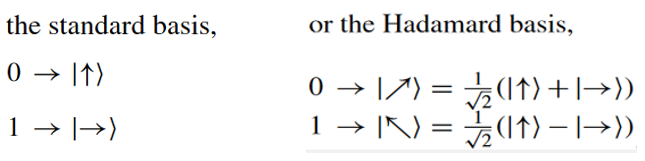 the standard basis,
0 → |↑⟩
1 → |→⟩
or the Hadamard basis,
0 → |↗⟩ = 1/√2 (|↑⟩ + |→⟩)
1 → |↖⟩ = 1/√2 (|↑⟩ − |→⟩)